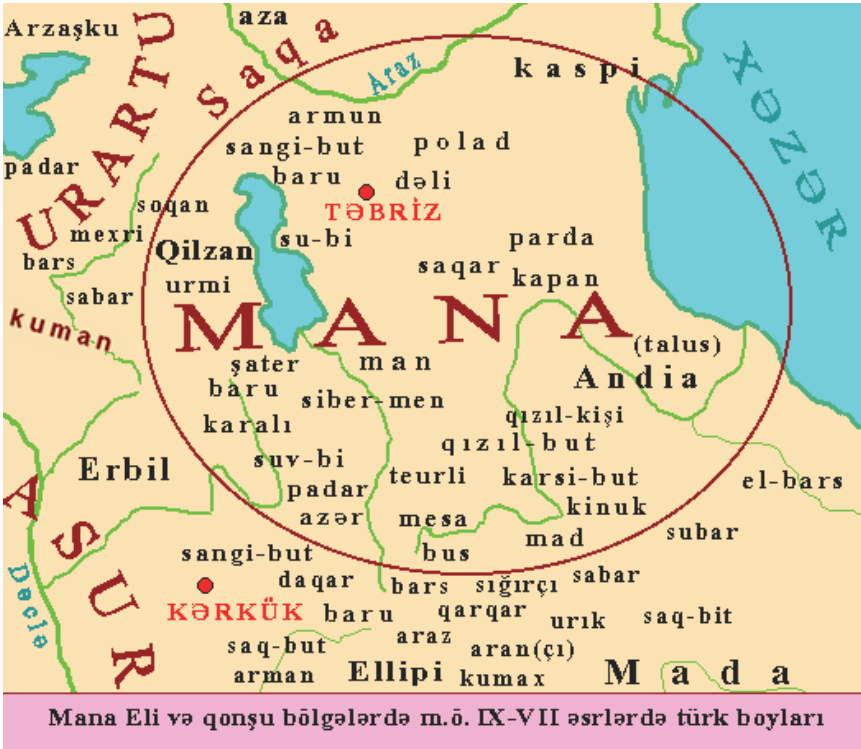 Arzaşku
aza
URARTU
Saqa
Araz
kaspi
XƏZƏR
armun
sangi-but
polad
padar
baru
dəli
TƏBRİZ
soqan
mexri
Qilzan
su-bi
parda
bars
saqar
kapan
sabar
urmi
kuman
MANA
(talus)
şater
man
Andia
baru
siber-men
karalı
qızıl-kişi
qızıl-but
Erbil
suv-bi
teurli
karsi-but
el-bars
padar
kinuk
ASUR
azər
mesa
mad
subar
sangi-but
bus
Dəclə
daqar
bars
sığırçı
sabar
KƏRKÜK
baru
qarqar
urık
saq-bit
saq-but
araz
aran(çı)
arman
Ellipi
kumax
Mada
Mana Eli və qonşu bölgələrdə m.ö. IX-VII əsrlərdə türk boyları